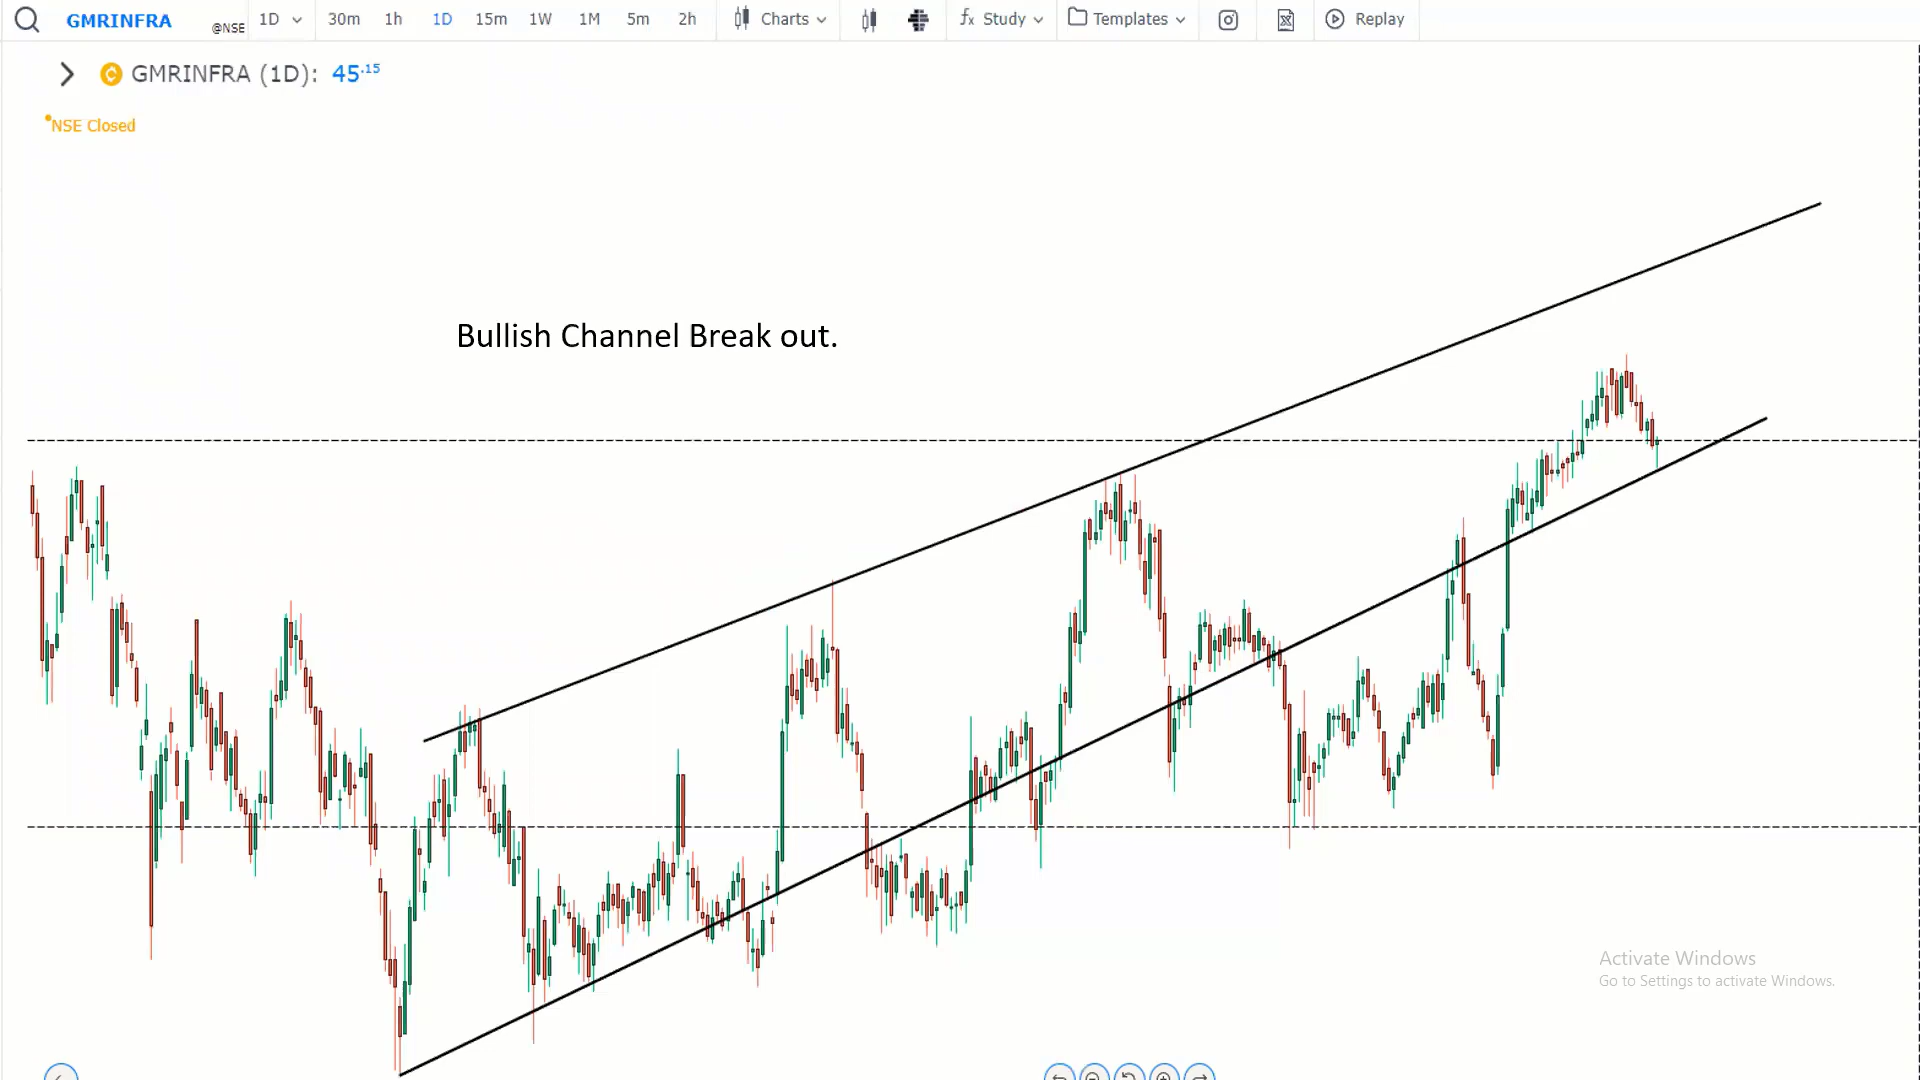 GMRINFRA @NSE 1D 30m 1h 1D 15m 1W 1M 5m 2h Charts fx Study Templates Replay
GMRINFRA (1D): 45.15
NSE Closed
Bullish Channel Break out.
Activate Windows
Go to Settings to activate Windows.